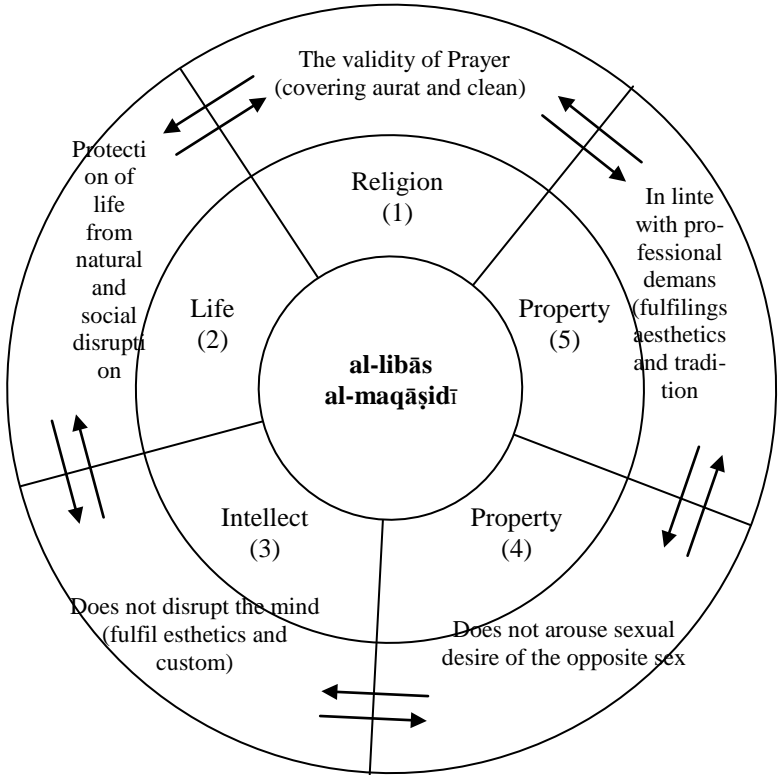 The validity of Prayer
(covering aurat and clean)
Religion
(1)
Protecti
on of
life
from
natural
and
social
disrupti
on
Life
(2)
al-libās
al-maqāṣidī
Property
(5)
In linte
with pro-
fessional
demans
(fulfilings
aesthetics
and tradi-
tion
Intellect
(3)
Property
(4)
Does not disrupt the mind
(fulfil esthetics and
custom)
Does not arouse sexual
desire of the opposite sex